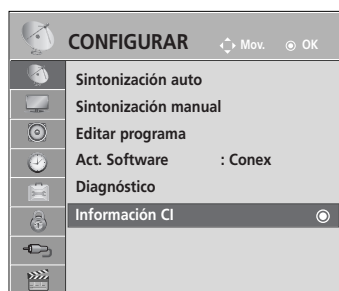 CONFIGURAR Mov. OK
Sintonización auto
Sintonización manual
Editar programa
Act. Software : Conex
Diagnóstico
Información CI